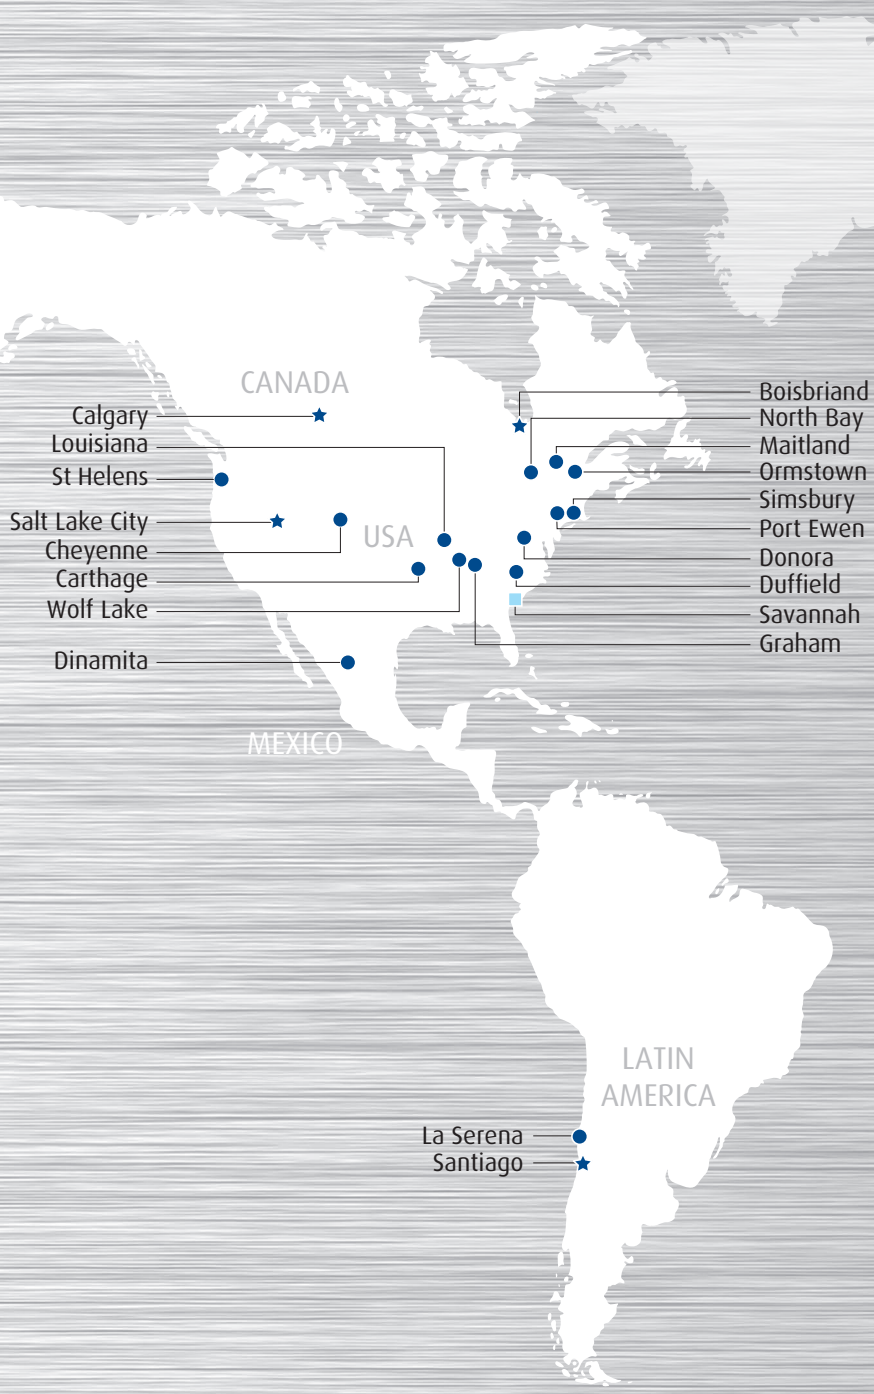 CANADA
Calgary
Louisiana
St Helens
Salt Lake City
Cheyenne
Carthage
Wolf Lake
Dinamita
USA
MEXICO
Boisbriand
North Bay
Maitland
Ormstown
Simsbury
Port Ewen
Donora
Duffield
Savannah
Graham
LATIN
AMERICA
La Serena
Santiago